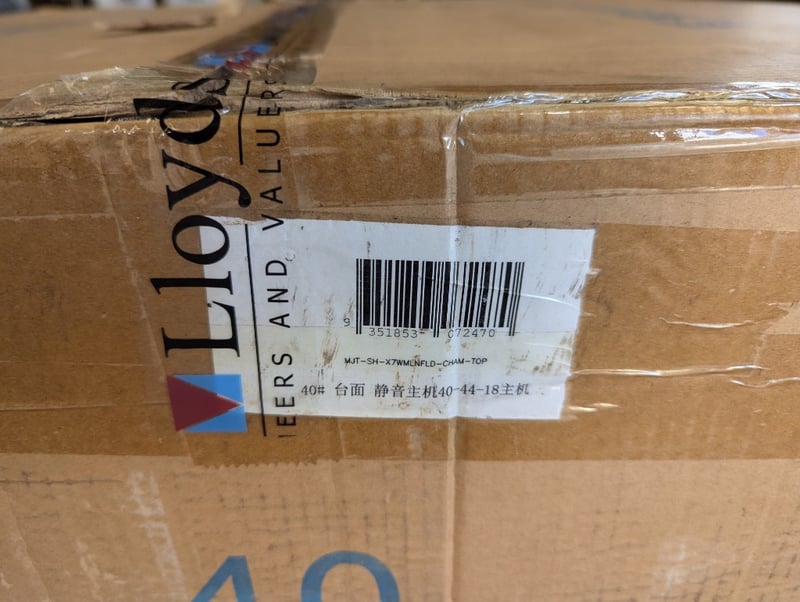 Lloyds
EERS AND VALUERS
9 351853 072470
MJT-SH-X7WMLNFLD-CHAM-TOP
40# 台面 静音主机40-44-18主机
40